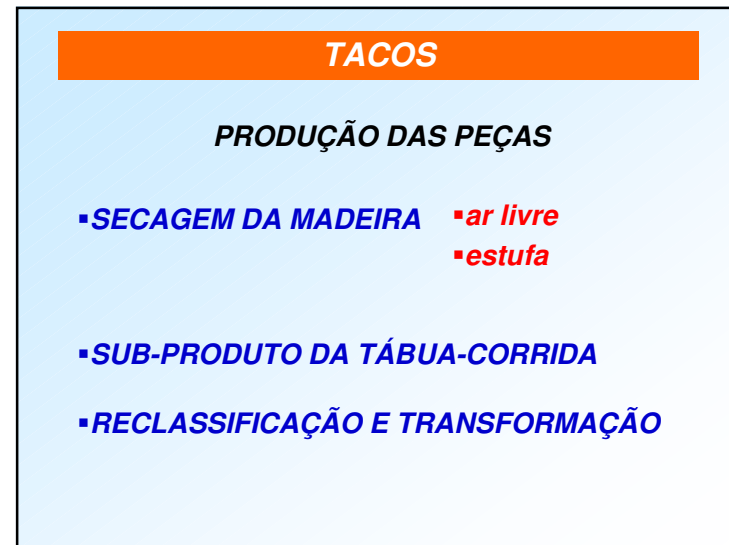 TACOS
PRODUÇÃO DAS PEÇAS
▪SECAGEM DA MADEIRA ▪ar livre
▪estufa
▪SUB-PRODUTO DA TÁBUA-CORRIDA
▪RECLASSIFICAÇÃO E TRANSFORMAÇÃO